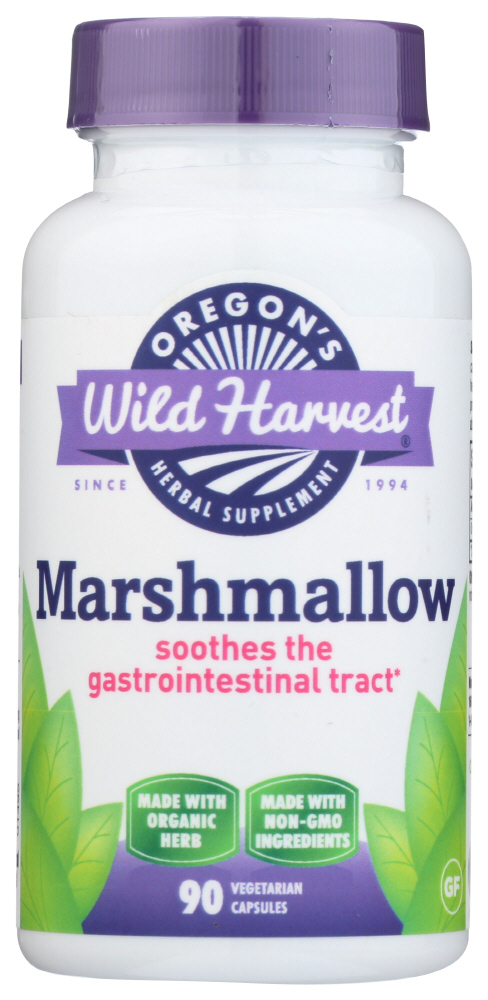 OREGON'S
Wild Harvest®
SINCE 1994
HERBAL SUPPLEMENT
Marshmallow
soothes the
gastrointestinal tract*
MADE WITH
ORGANIC
HERB
MADE WITH
NON-GMO
INGREDIENTS
90 VEGETARIAN
CAPSULES
GF